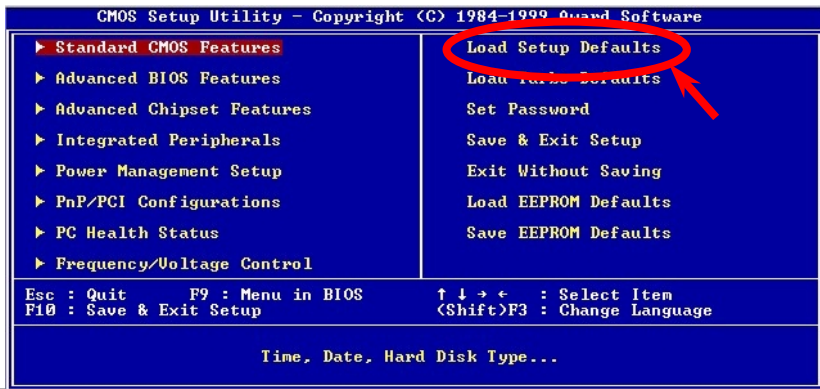 CMOS Setup Utility - Copyright (C) 1984-1999 Award Software
▶ Standard CMOS Features
▶ Advanced BIOS Features
▶ Advanced Chipset Features
▶ Integrated Peripherals
▶ Power Management Setup
▶ PnP/PCI Configurations
▶ PC Health Status
▶ Frequency/Voltage Control
Load Setup Defaults
Load Turbo Defaults
Set Password
Save & Exit Setup
Exit Without Saving
Load EEPROM Defaults
Save EEPROM Defaults
Esc : Quit F9 : Menu in BIOS ↑ ↓ → ← : Select Item
F10 : Save & Exit Setup (Shift)F3 : Change Language
Time, Date, Hard Disk Type...